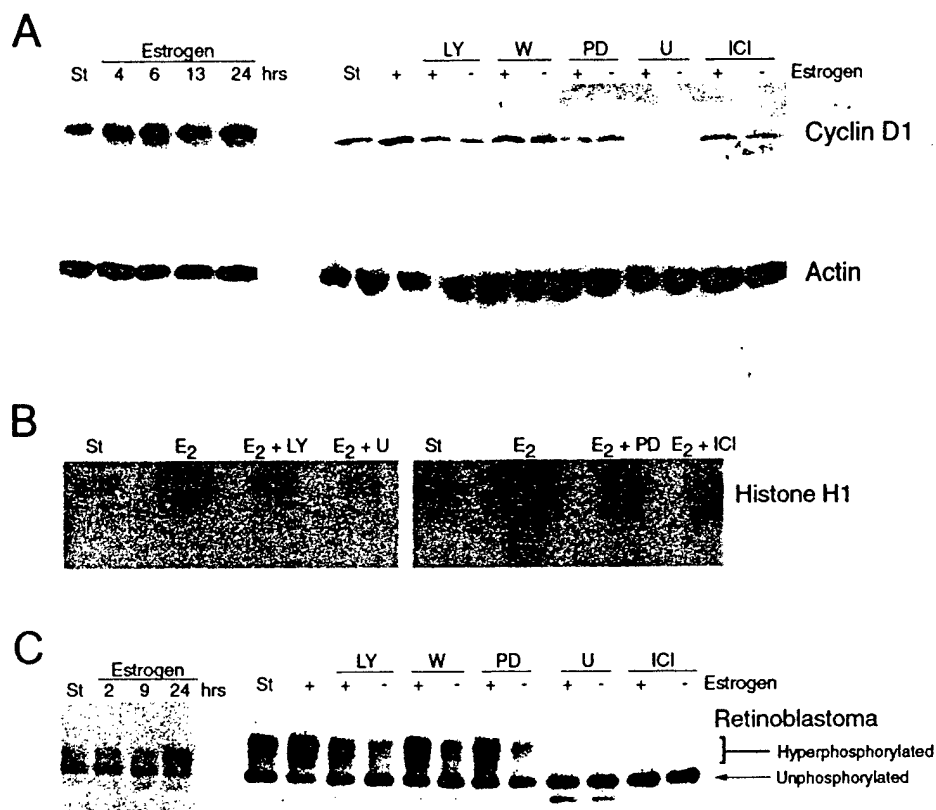 A
Estrogen
St 4 6 13 24 hrs
LY W PD U ICI
St + + - + - + - + - + - Estrogen
Cyclin D1
Actin
B
St E2 E2 + LY E2 + U St E2 E2 + PD E2 + ICI
Histone H1
C
Estrogen
St 2 9 24 hrs
LY W PD U ICI
St + + - + - + - + - + - Estrogen
Retinoblastoma
Hyperphosphorylated
Unphosphorylated